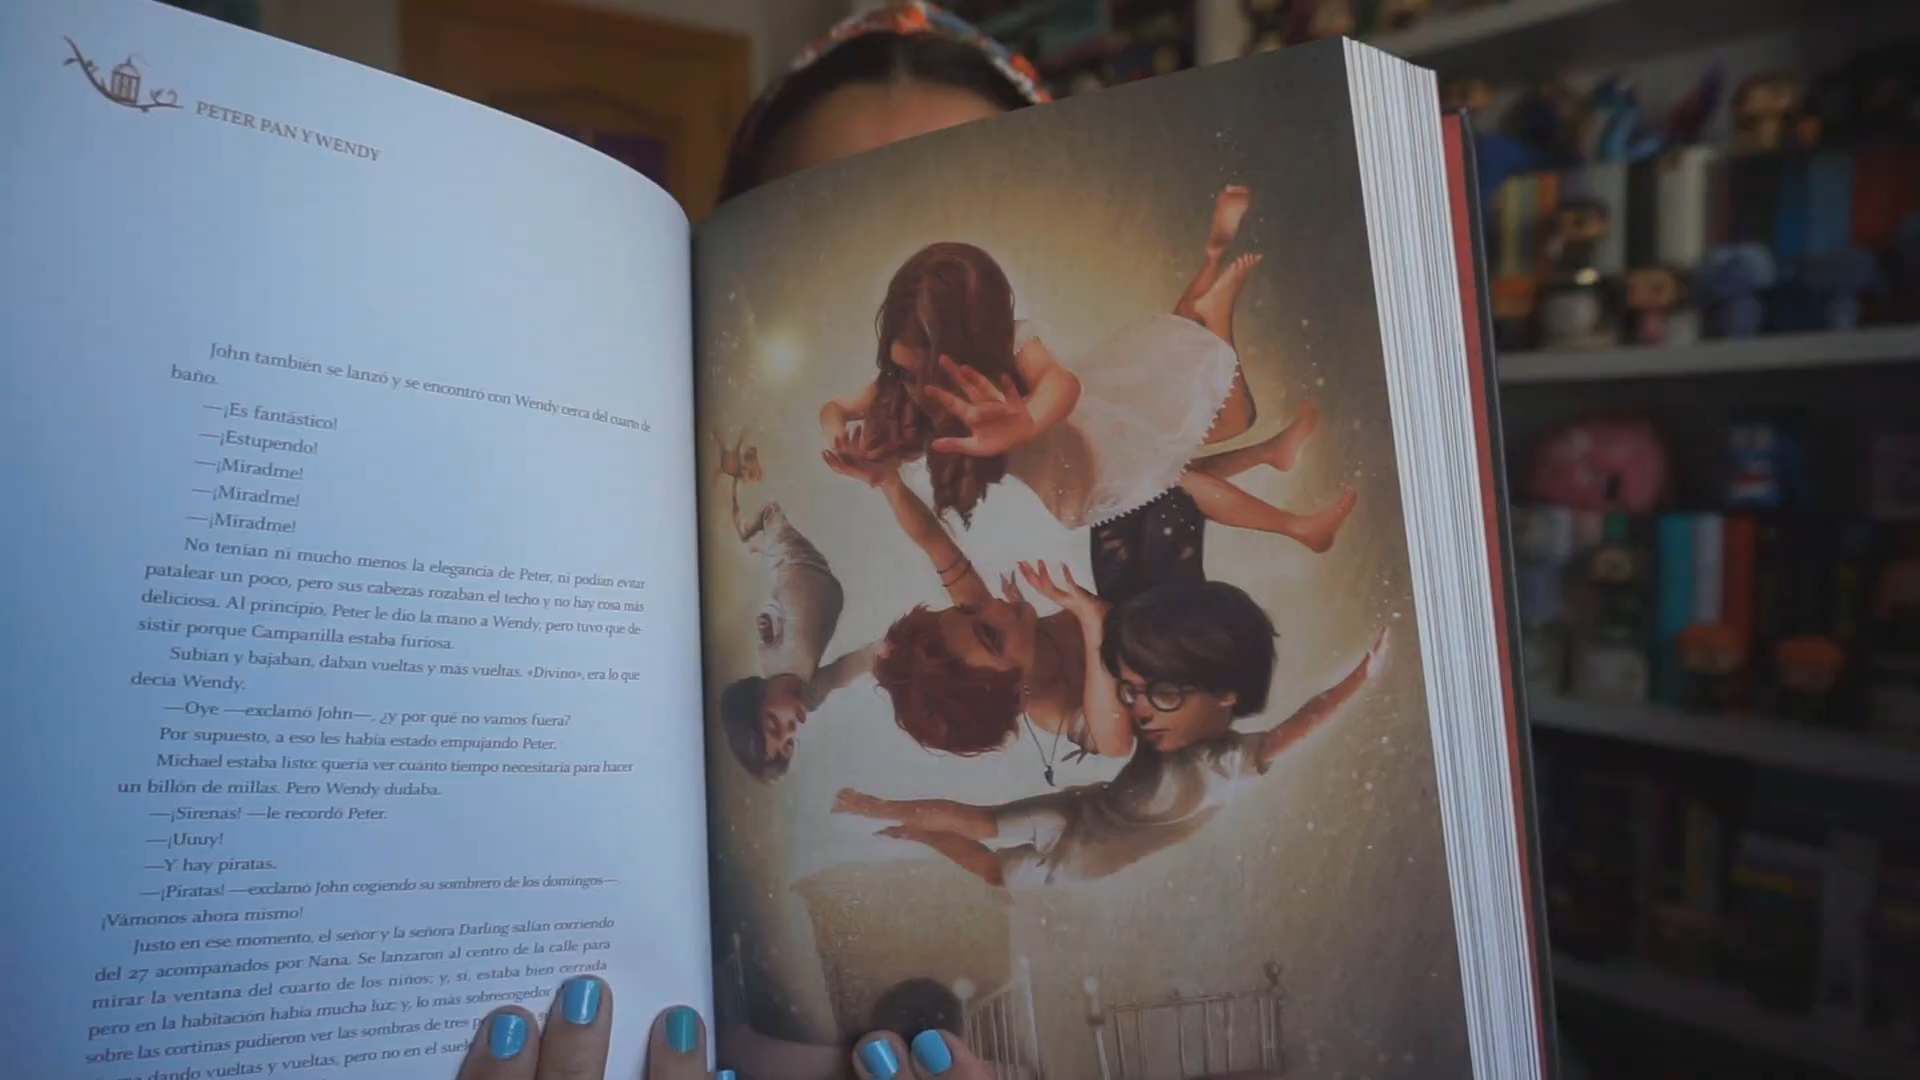 PETER PAN Y WENDY
John también se lanzó y se encontró con Wendy cerca del cuarto de
baño.
—¡Es fantástico!
—¡Estupendo!
—¡Miradme!
—¡Miradme!
—¡Miradme!
No tenían ni mucho menos la elegancia de Peter, ni podían evitar
patalear un poco, pero sus cabezas rozaban el techo y no hay cosa más
deliciosa. Al principio, Peter le dio la mano a Wendy, pero tuvo que de-
sistir porque Campanilla estaba furiosa.
Subían y bajaban, daban vueltas y más vueltas. «Divino», era lo que
decía Wendy.
—Oye —exclamó John—, ¿y por qué no vamos fuera?
Por supuesto, a eso les había estado empujando Peter.
Michael estaba listo: quería ver cuánto tiempo necesitaría para hacer
un billón de millas. Pero Wendy dudaba.
—¡Sirenas! —le recordó Peter.
—¡Uuuy!
—Y hay piratas.
—¡Piratas! —exclamó John cogiendo su sombrero de los domingos—.
¡Vámonos ahora mismo!
Justo en ese momento, el señor y la señora Darling salían corriendo
del 27 acompañados por Nana. Se lanzaron al centro de la calle para
mirar la ventana del cuarto de los niños; y, sí, estaba bien cerrada
pero en la habitación había mucha luz; y, lo más sobrecogedor
sobre las cortinas pudieron ver las sombras de tres
dando vueltas y vueltas, pero no en el